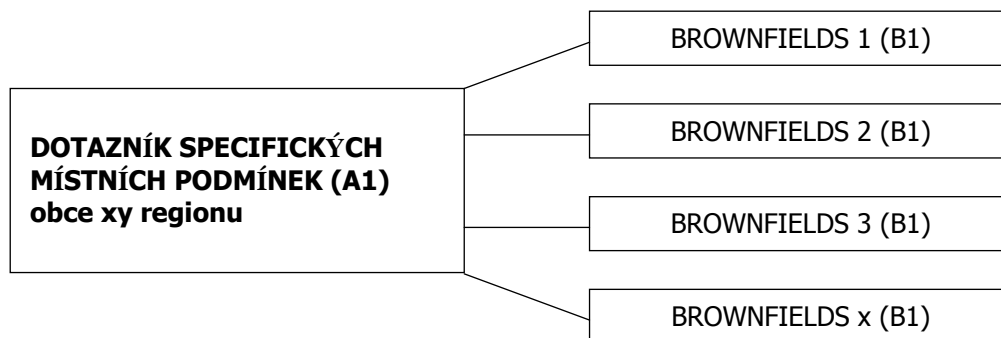 BROWNFIELDS 1 (B1)
DOTAZNÍK SPECIFICKÝCH
MÍSTNÍCH PODMÍNEK (A1)
obce xy regionu
BROWNFIELDS 2 (B1)
BROWNFIELDS 3 (B1)
BROWNFIELDS x (B1)